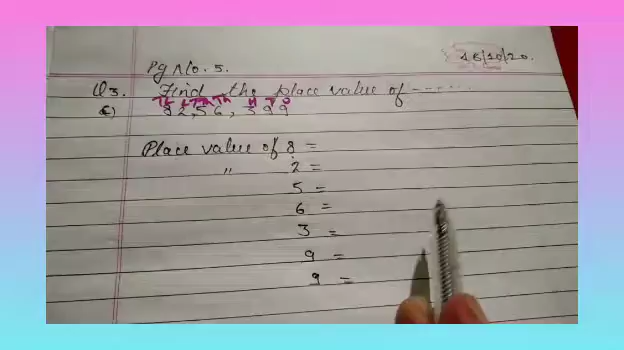 Pg No. 5.
16/10/20.
Q3. Find the place value of ------
TL L TTh Th H T O
c) 82,56,399
Place value of 8 =
" 2 =
5 =
6 =
3 =
9 =
9 =